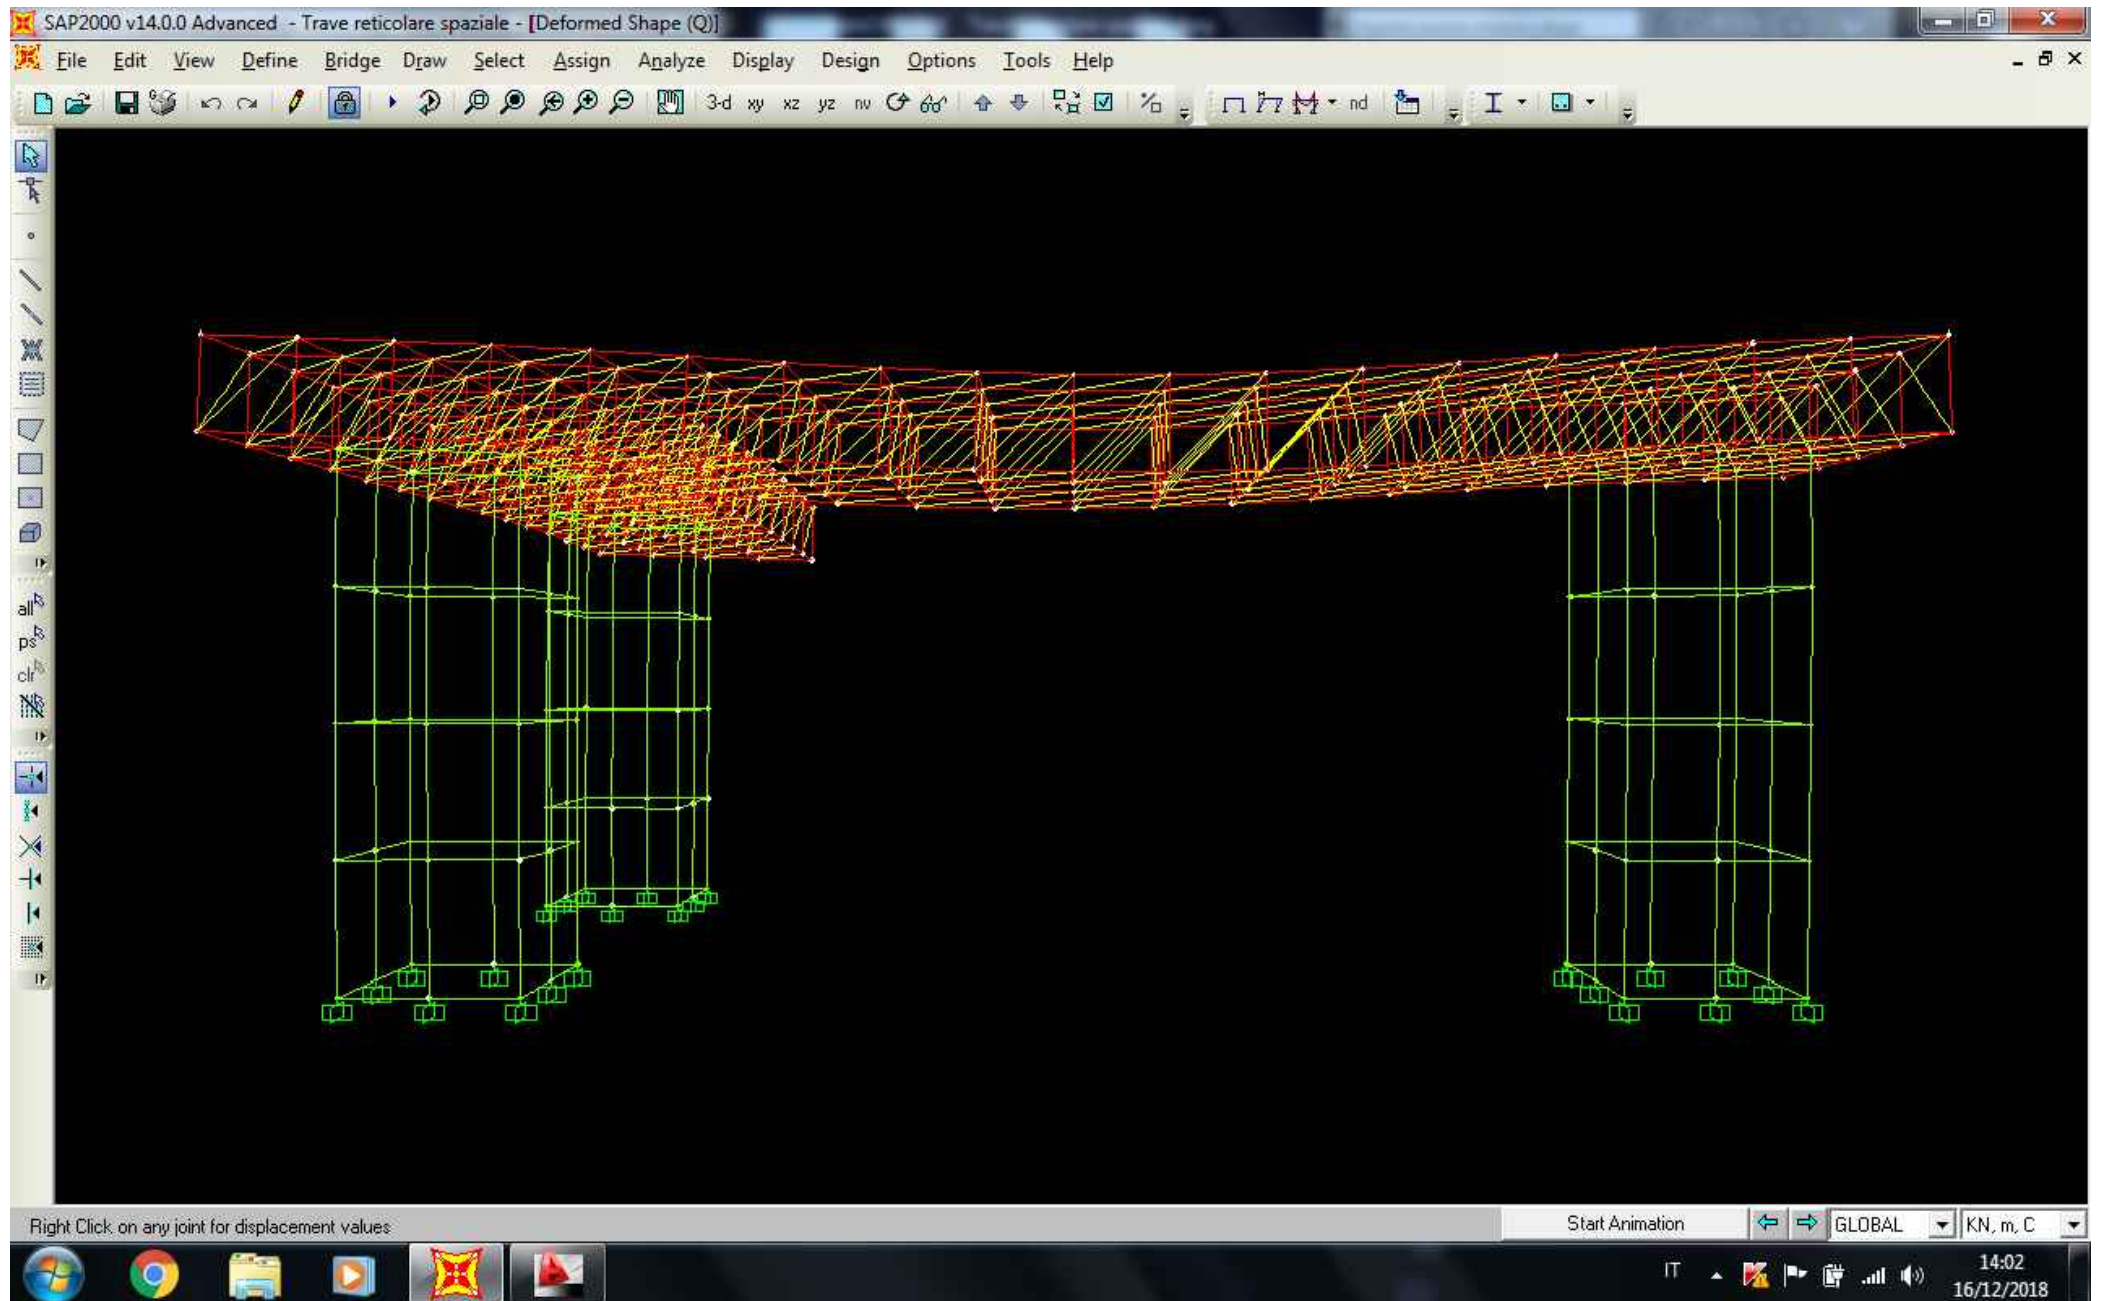 SAP2000 v14.0.0 Advanced - Trave reticolare spaziale - [Deformed Shape (Q)]
File Edit View Define Bridge Draw Select Assign Analyze Display Design Options Tools Help
3-d xy xz yz nv nd
all
ps
clr
Right Click on any joint for displacement values
Start Animation
GLOBAL
KN, m, C
IT
14:02
16/12/2018